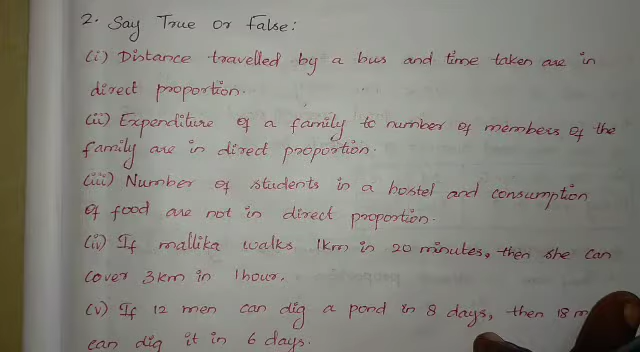 2. Say True or False:
(i) Distance travelled by a bus and time taken are in
direct proportion.
(ii) Expenditure of a family to number of members of the
family are in direct proportion.
(iii) Number of students in a hostel and consumption
of food are not in direct proportion.
(iv) If mallika walks 1km in 20 minutes, then she can
cover 3km in 1hour.
(v) If 12 men can dig a pond in 8 days, then 18 m
can dig it in 6 days.